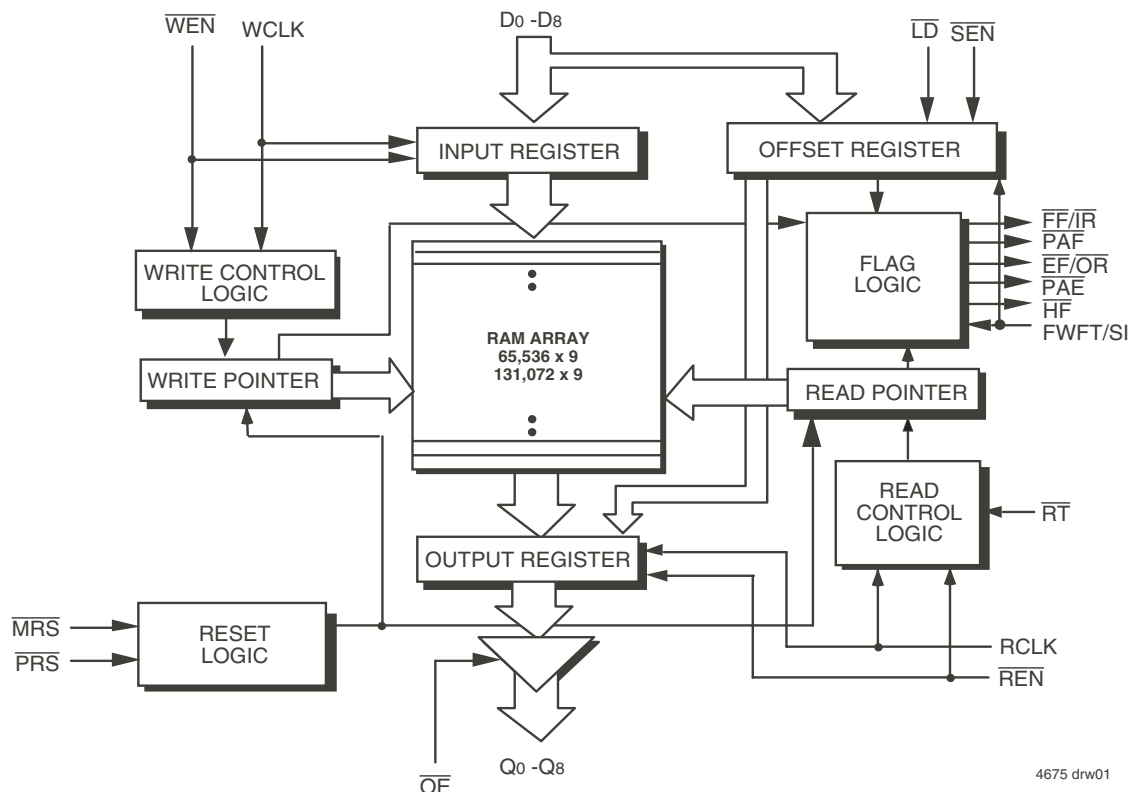 WEN WCLK D0 -D8 LD SEN
INPUT REGISTER
OFFSET REGISTER
WRITE CONTROL
LOGIC
WRITE POINTER
RAM ARRAY
65,536 x 9
131,072 x 9
FLAG
LOGIC
FF/IR
PAF
EF/OR
PAE
HF
FWFT/SI
READ POINTER
READ
CONTROL
LOGIC
RT
OUTPUT REGISTER
MRS
PRS
RESET
LOGIC
RCLK
REN
OE
Q0 -Q8
4675 drw01